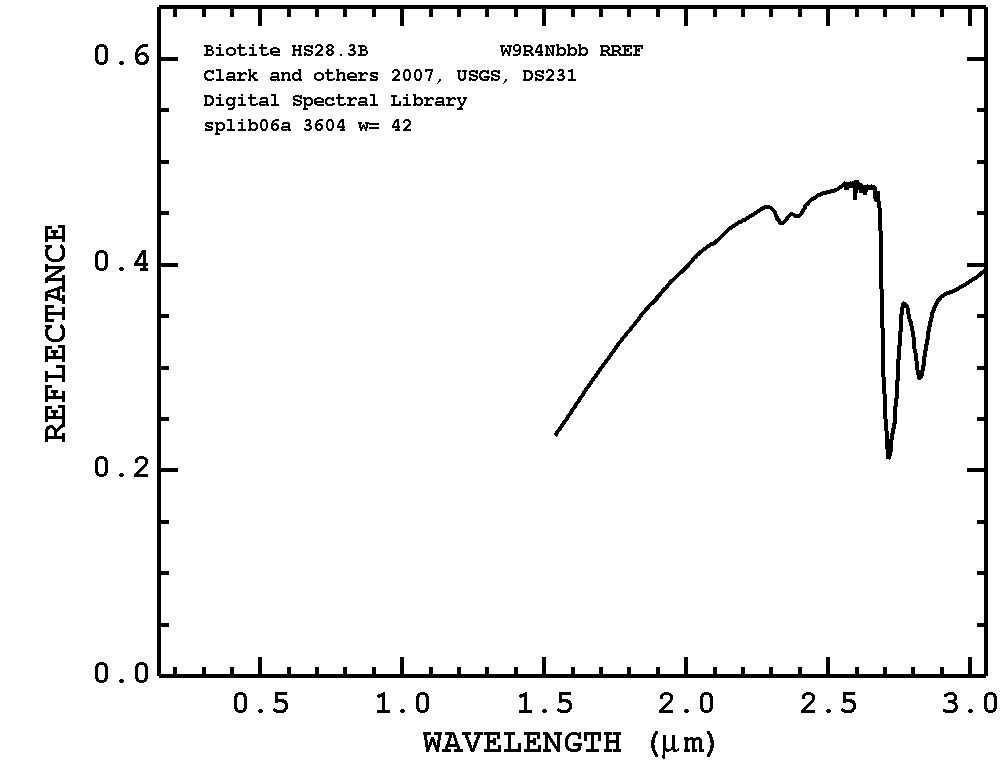 Biotite HS28.3B W9R4Nbbb RREF
Clark and others 2007, USGS, DS231
Digital Spectral Library
splib06a 3604 w= 42
REFLECTANCE
0.6
0.4
0.2
0.0
0.5 1.0 1.5 2.0 2.5 3.0
WAVELENGTH (μm)